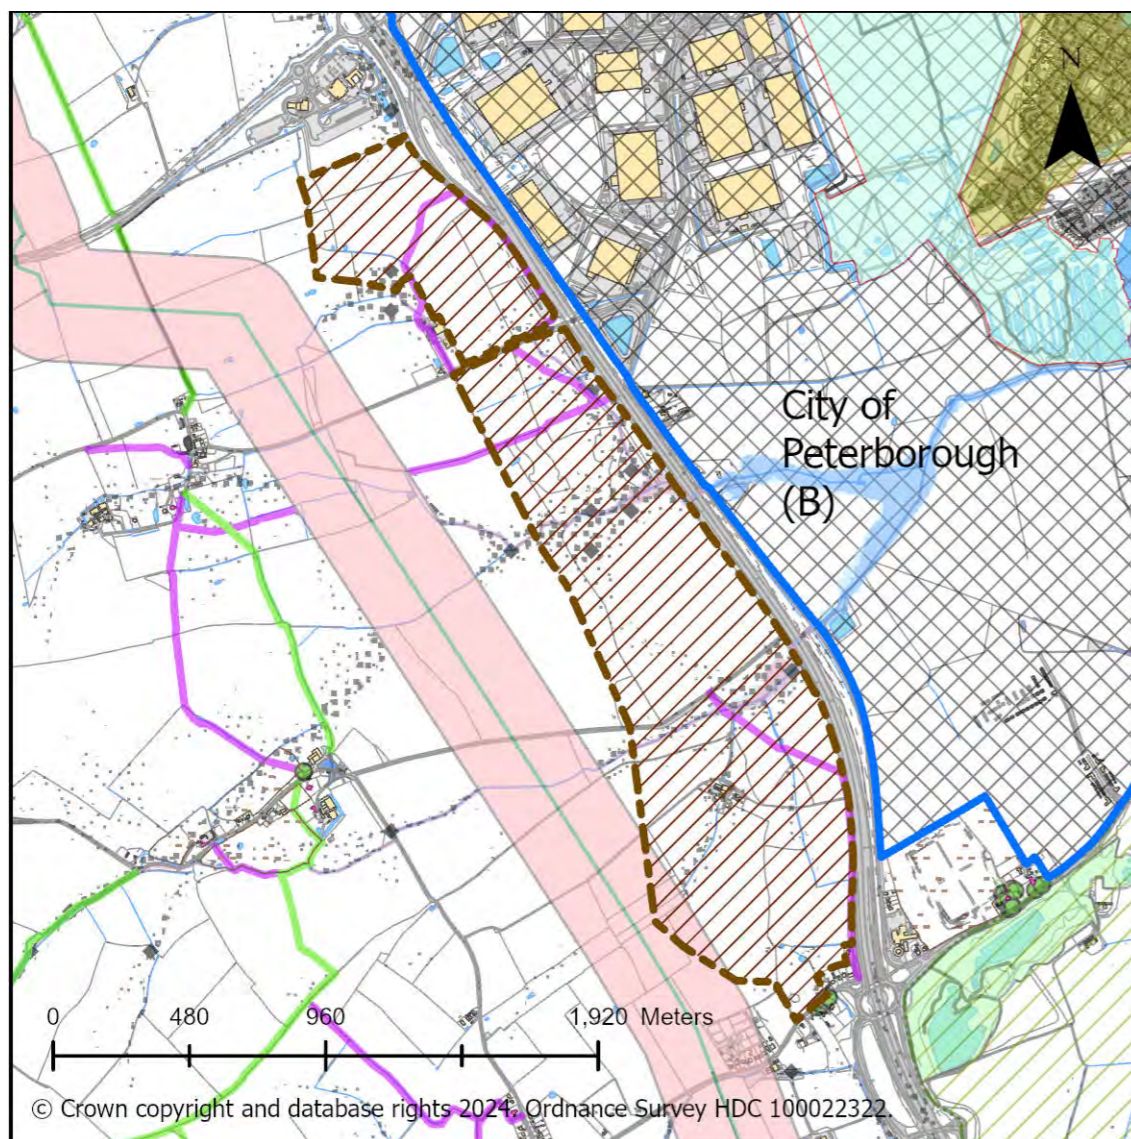 N
City of
Peterborough
(B)
0 480 960 1,920 Meters
© Crown copyright and database rights 2024. Ordnance Survey HDC 100022322.